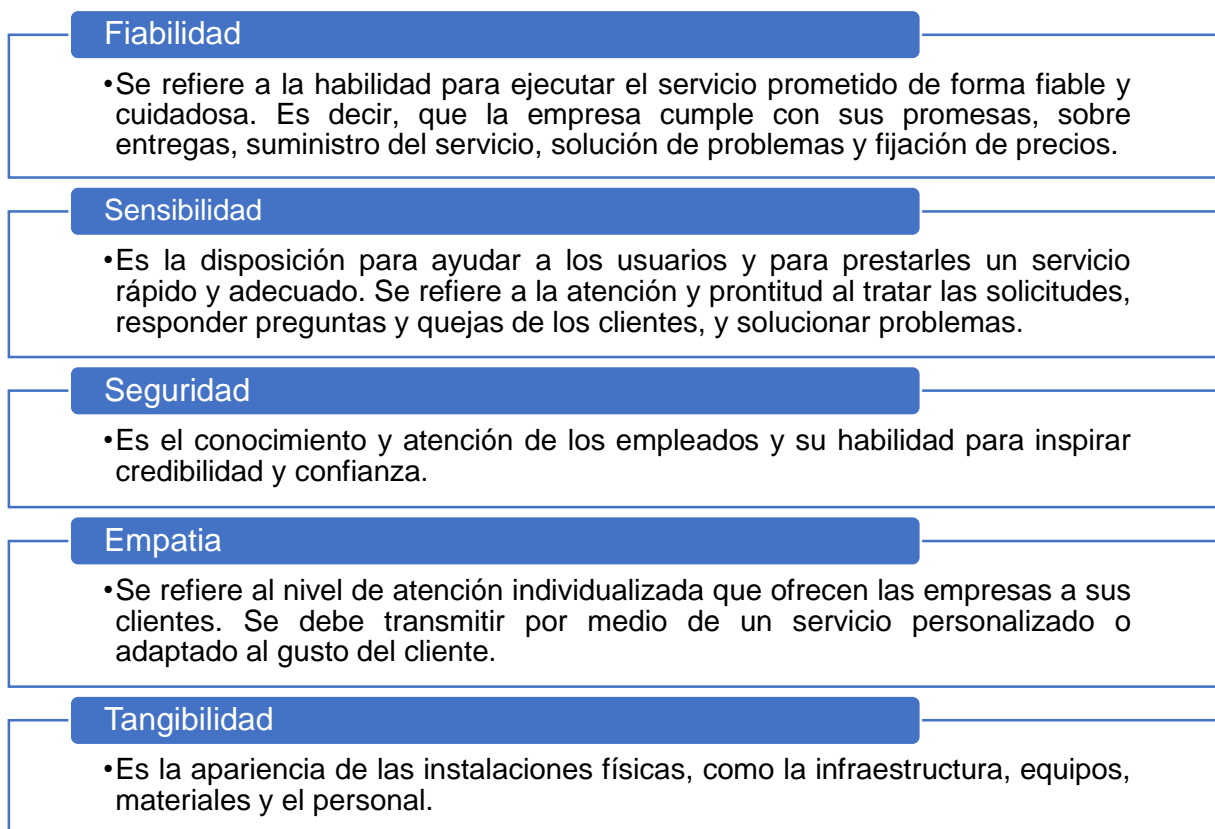 Fiabilidad
•Se refiere a la habilidad para ejecutar el servicio prometido de forma fiable y
cuidadosa. Es decir, que la empresa cumple con sus promesas, sobre
entregas, suministro del servicio, solución de problemas y fijación de precios.
Sensibilidad
•Es la disposición para ayudar a los usuarios y para prestarles un servicio
rápido y adecuado. Se refiere a la atención y prontitud al tratar las solicitudes,
responder preguntas y quejas de los clientes, y solucionar problemas.
Seguridad
•Es el conocimiento y atención de los empleados y su habilidad para inspirar
credibilidad y confianza.
Empatia
•Se refiere al nivel de atención individualizada que ofrecen las empresas a sus
clientes. Se debe transmitir por medio de un servicio personalizado o
adaptado al gusto del cliente.
Tangibilidad
•Es la apariencia de las instalaciones físicas, como la infraestructura, equipos,
materiales y el personal.